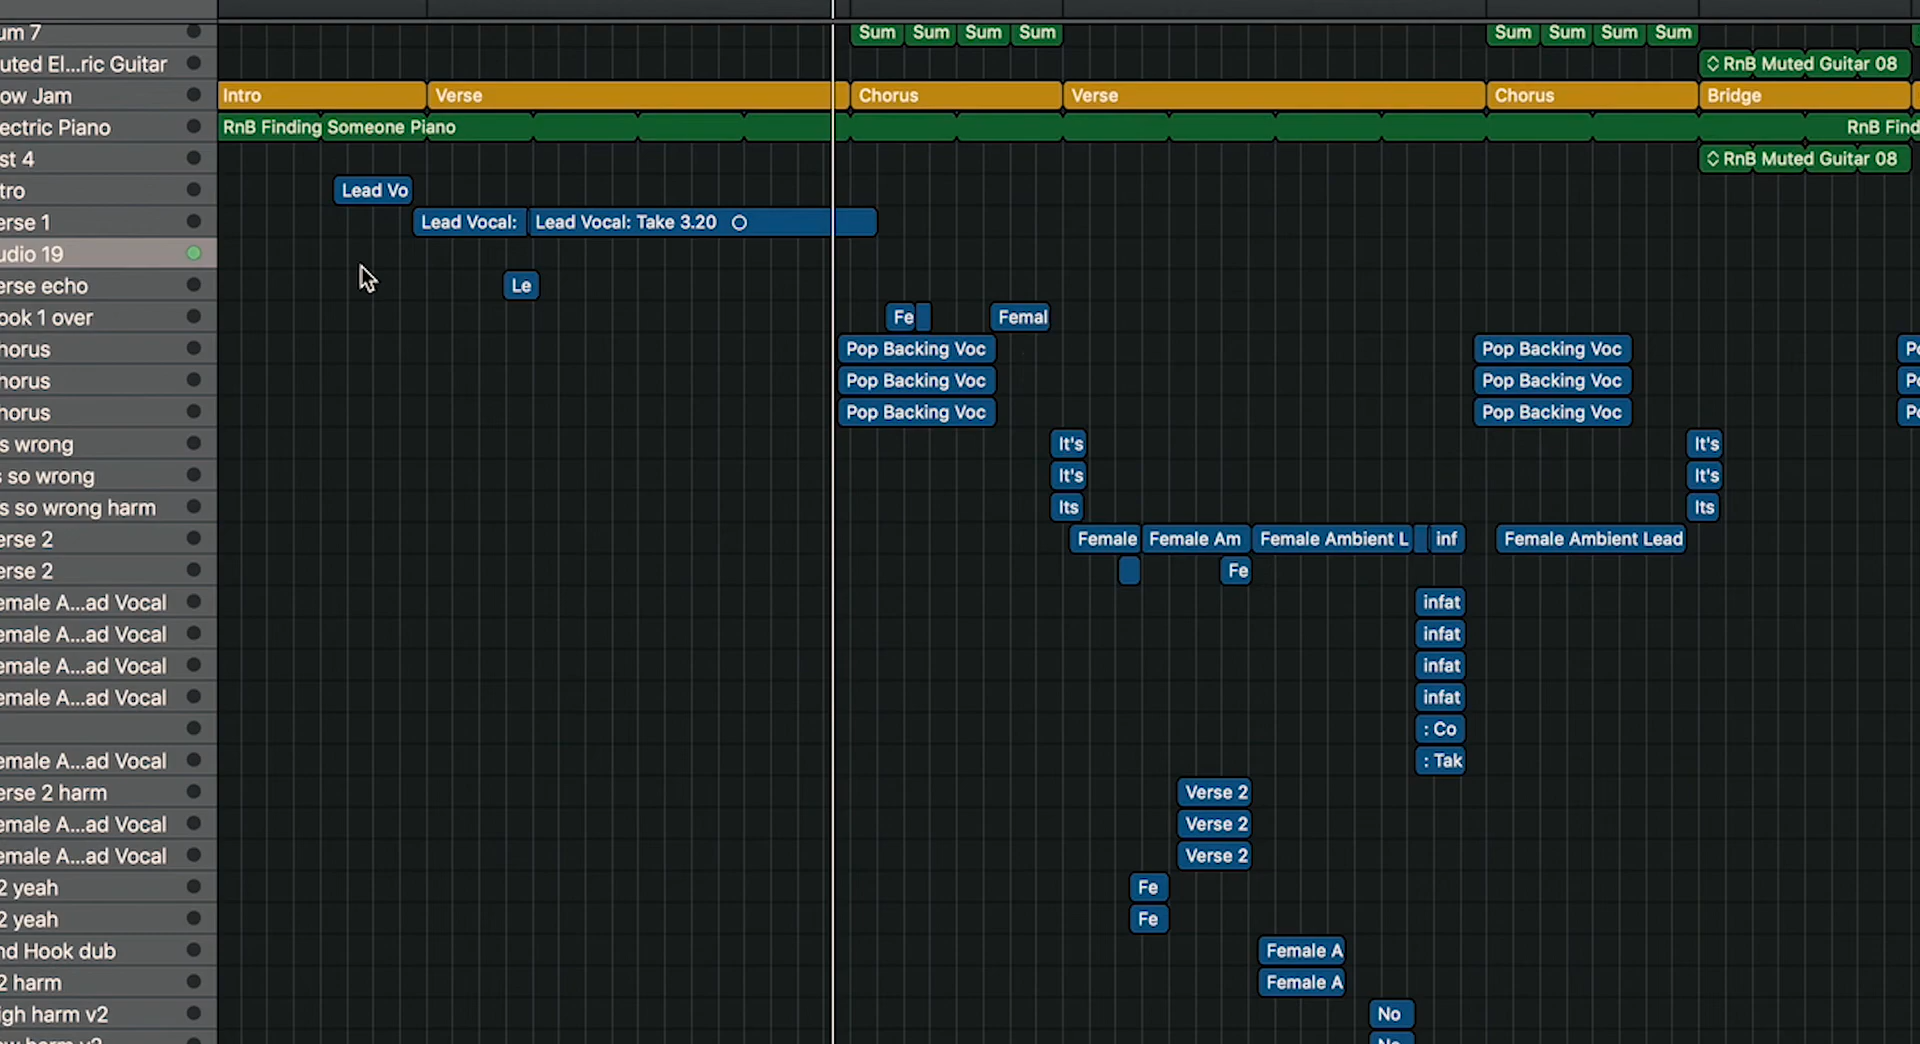 um 7 Sum Sum Sum Sum Sum Sum Sum Sum
uted El...ric Guitar RnB Muted Guitar 08
ow Jam Intro Verse Chorus Verse Chorus Bridge
ectric Piano RnB Finding Someone Piano RnB Find
st 4 RnB Muted Guitar 08
tro Lead Vo
erse 1 Lead Vocal: Lead Vocal: Take 3.20
udio 19
erse echo Le
ook 1 over Fe Femal
horus Pop Backing Voc Pop Backing Voc Po
horus Pop Backing Voc Pop Backing Voc Po
horus Pop Backing Voc Pop Backing Voc Po
s wrong It's It's
s so wrong It's It's
s so wrong harm Its Its
erse 2 Female Female Am Female Ambient L inf Female Ambient Lead
erse 2 Fe
emale A...ad Vocal infat
emale A...ad Vocal infat
emale A...ad Vocal infat
emale A...ad Vocal infat
: Co
emale A...ad Vocal : Tak
erse 2 harm Verse 2
emale A...ad Vocal Verse 2
emale A...ad Vocal Verse 2
2 yeah Fe
2 yeah Fe
nd Hook dub Female A
2 harm Female A
igh harm v2 No